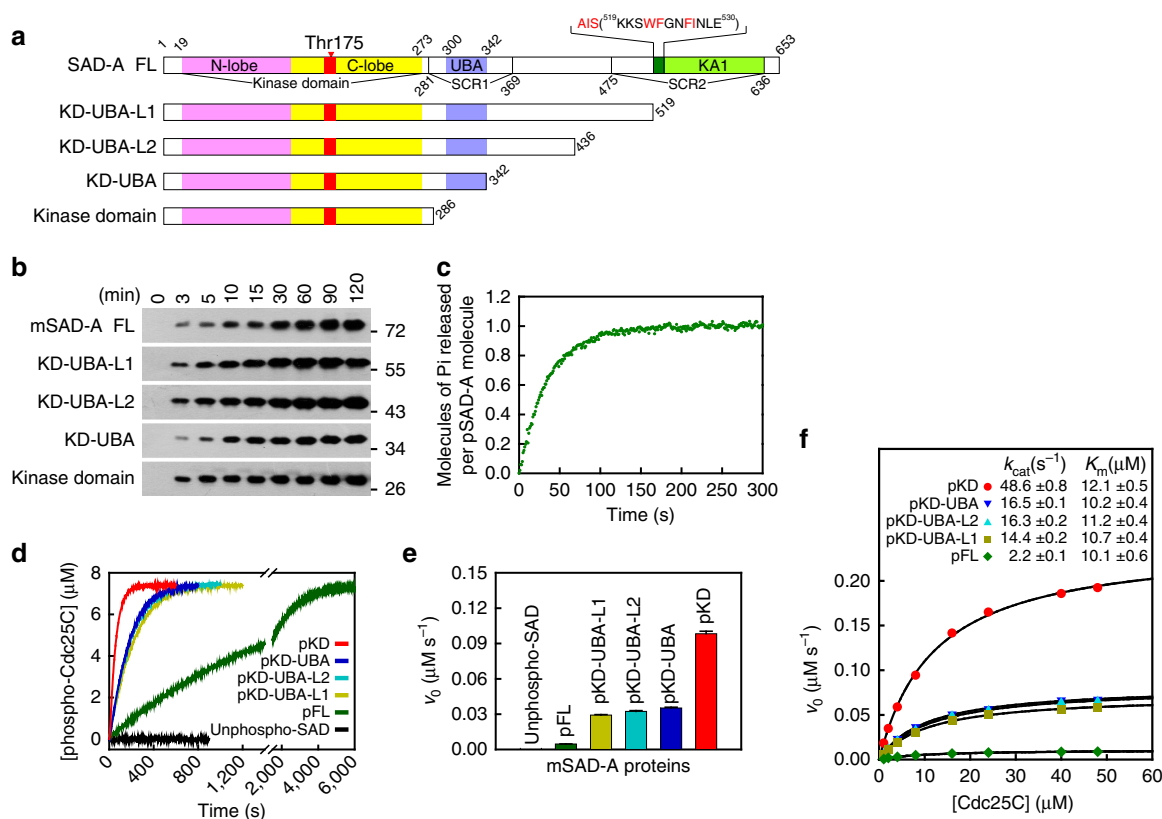 a
AIS(519KKSWFGNFINLE530)
1 19 Thr175 273 300 342 653
SAD-A FL N-lobe C-lobe UBA KA1
Kinase domain 281 SCR1 369 475 SCR2 636
KD-UBA-L1 519
KD-UBA-L2 436
KD-UBA 342
Kinase domain 286
b
(min) 0 3 5 10 15 30 60 90 120
mSAD-A FL 72
KD-UBA-L1 55
KD-UBA-L2 43
KD-UBA 34
Kinase domain 26
c
Molecules of Pi released
per pSAD-A molecule
1.2
1.0
0.8
0.6
0.4
0.2
0.0
0 50 100 150 200 250 300
Time (s)
d
[phospho-Cdc25C] (µM)
8
6
4
2
0
pKD
pKD-UBA
pKD-UBA-L2
pKD-UBA-L1
pFL
Unphospho-SAD
0 400 800 1,200 2,000 4,000 6,000
Time (s)
e
v0 (µM s−1)
0.15
0.12
0.09
0.06
0.03
0.00
Unphospho-SAD
pFL
pKD-UBA-L1
pKD-UBA-L2
pKD-UBA
pKD
mSAD-A proteins
f
kcat(s−1) Km(µM)
pKD 48.6 ±0.8 12.1 ±0.5
pKD-UBA 16.5 ±0.1 10.2 ±0.4
pKD-UBA-L2 16.3 ±0.2 11.2 ±0.4
pKD-UBA-L1 14.4 ±0.2 10.7 ±0.4
pFL 2.2 ±0.1 10.1 ±0.6
v0 (µM s−1)
0.20
0.15
0.10
0.05
0.00
0 10 20 30 40 50 60
[Cdc25C] (µM)